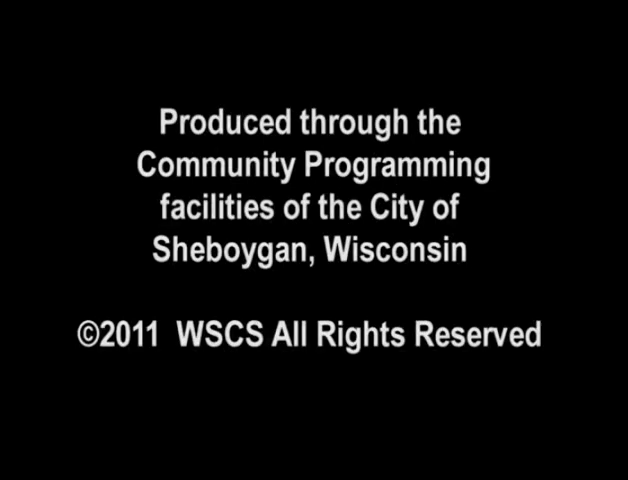 Produced through the
Community Programming
facilities of the City of
Sheboygan, Wisconsin
©2011 WSCS All Rights Reserved